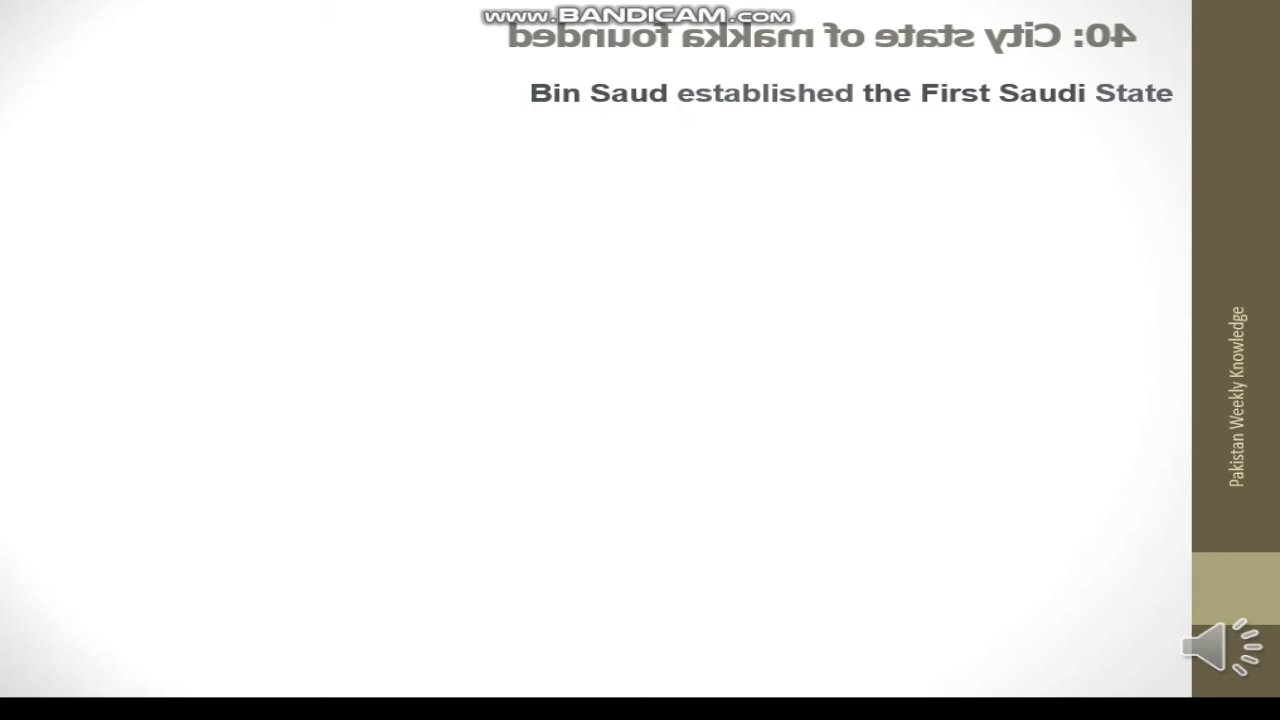 www.BANDICAM.com
40: City state of makka founded
Bin Saud established the First Saudi State
Pakistan Weekly Knowledge